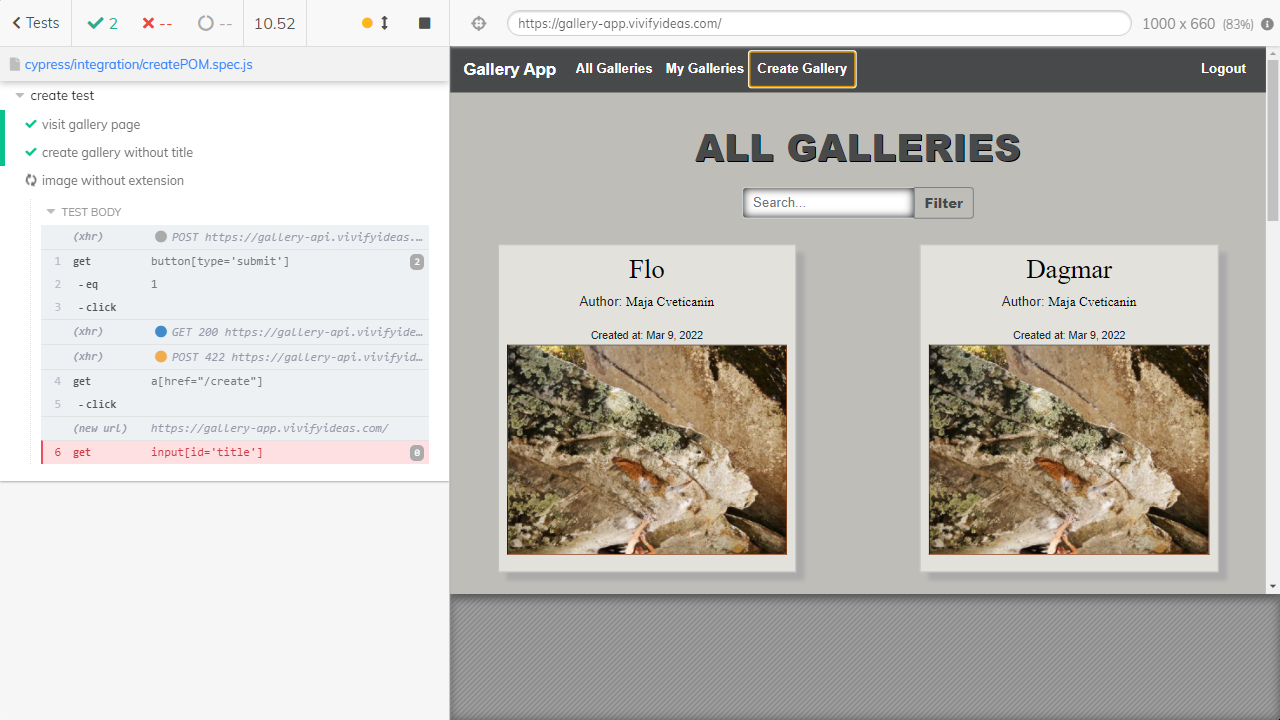 Tests 2 -- -- 10.52
https://gallery-app.vivifyideas.com/ 1000 x 660 (83%)
cypress/integration/createPOM.spec.js
create test
visit gallery page
create gallery without title
image without extension
TEST BODY
(xhr) POST https://gallery-api.vivifyideas....
1 get button[type='submit'] 2
2 -eq 1
3 -click
(xhr) GET 200 https://gallery-api.vivifyide...
(xhr) POST 422 https://gallery-api.vivifyid...
4 get a[href="/create"]
5 -click
(new url) https://gallery-app.vivifyideas.com/
6 get input[id='title'] 0
Gallery App All Galleries My Galleries Create Gallery Logout
ALL GALLERIES
Search... Filter
Flo
Author: Maja Cveticanin
Created at: Mar 9, 2022
Dagmar
Author: Maja Cveticanin
Created at: Mar 9, 2022